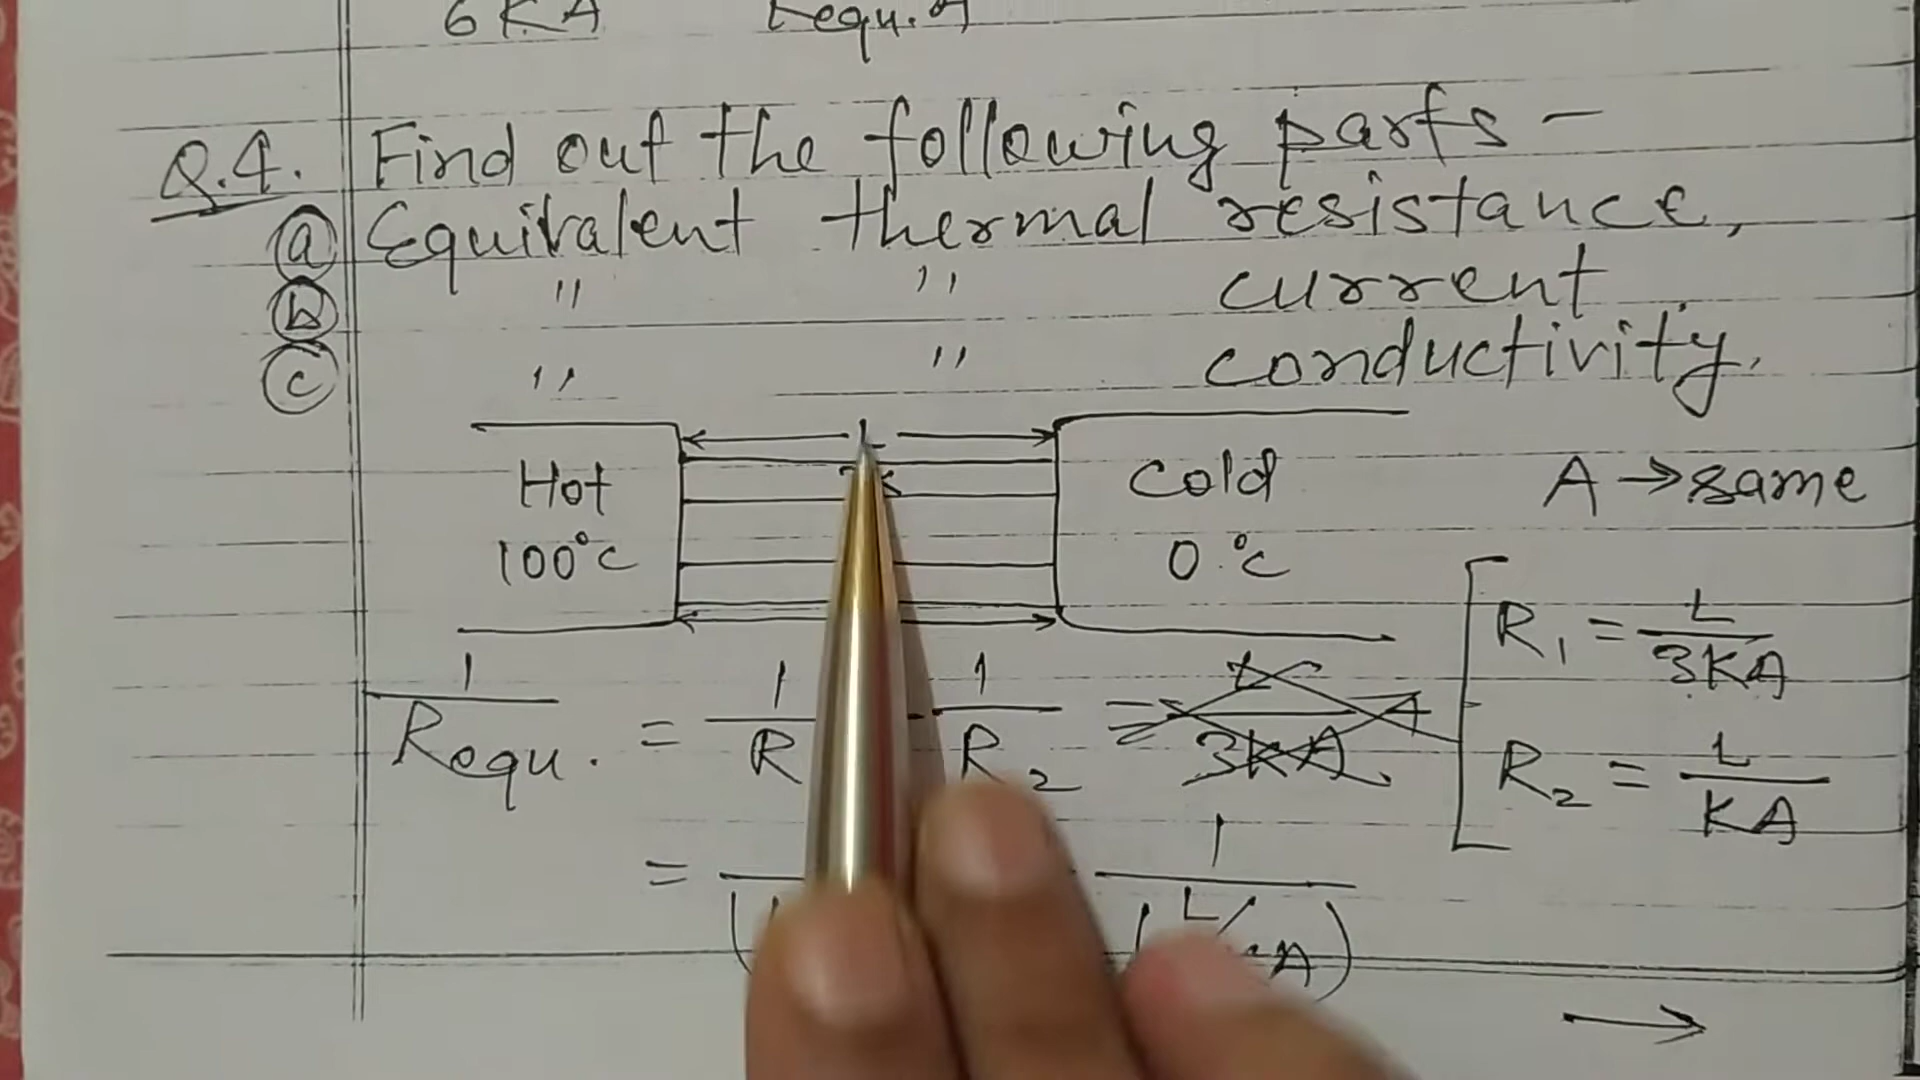 6KA Requ.A
Q.4. Find out the following parts -
(a) Equivalent thermal resistance,
(b) " " current
(c) " " conductivity.
L
K
Hot Cold A → same
100°C 0°C
R1 = L/3KA
1/Requ. = 1/R 1/R2 = L/3KA
R2 = L/KA
= 1/( 1/(L/ A)
→